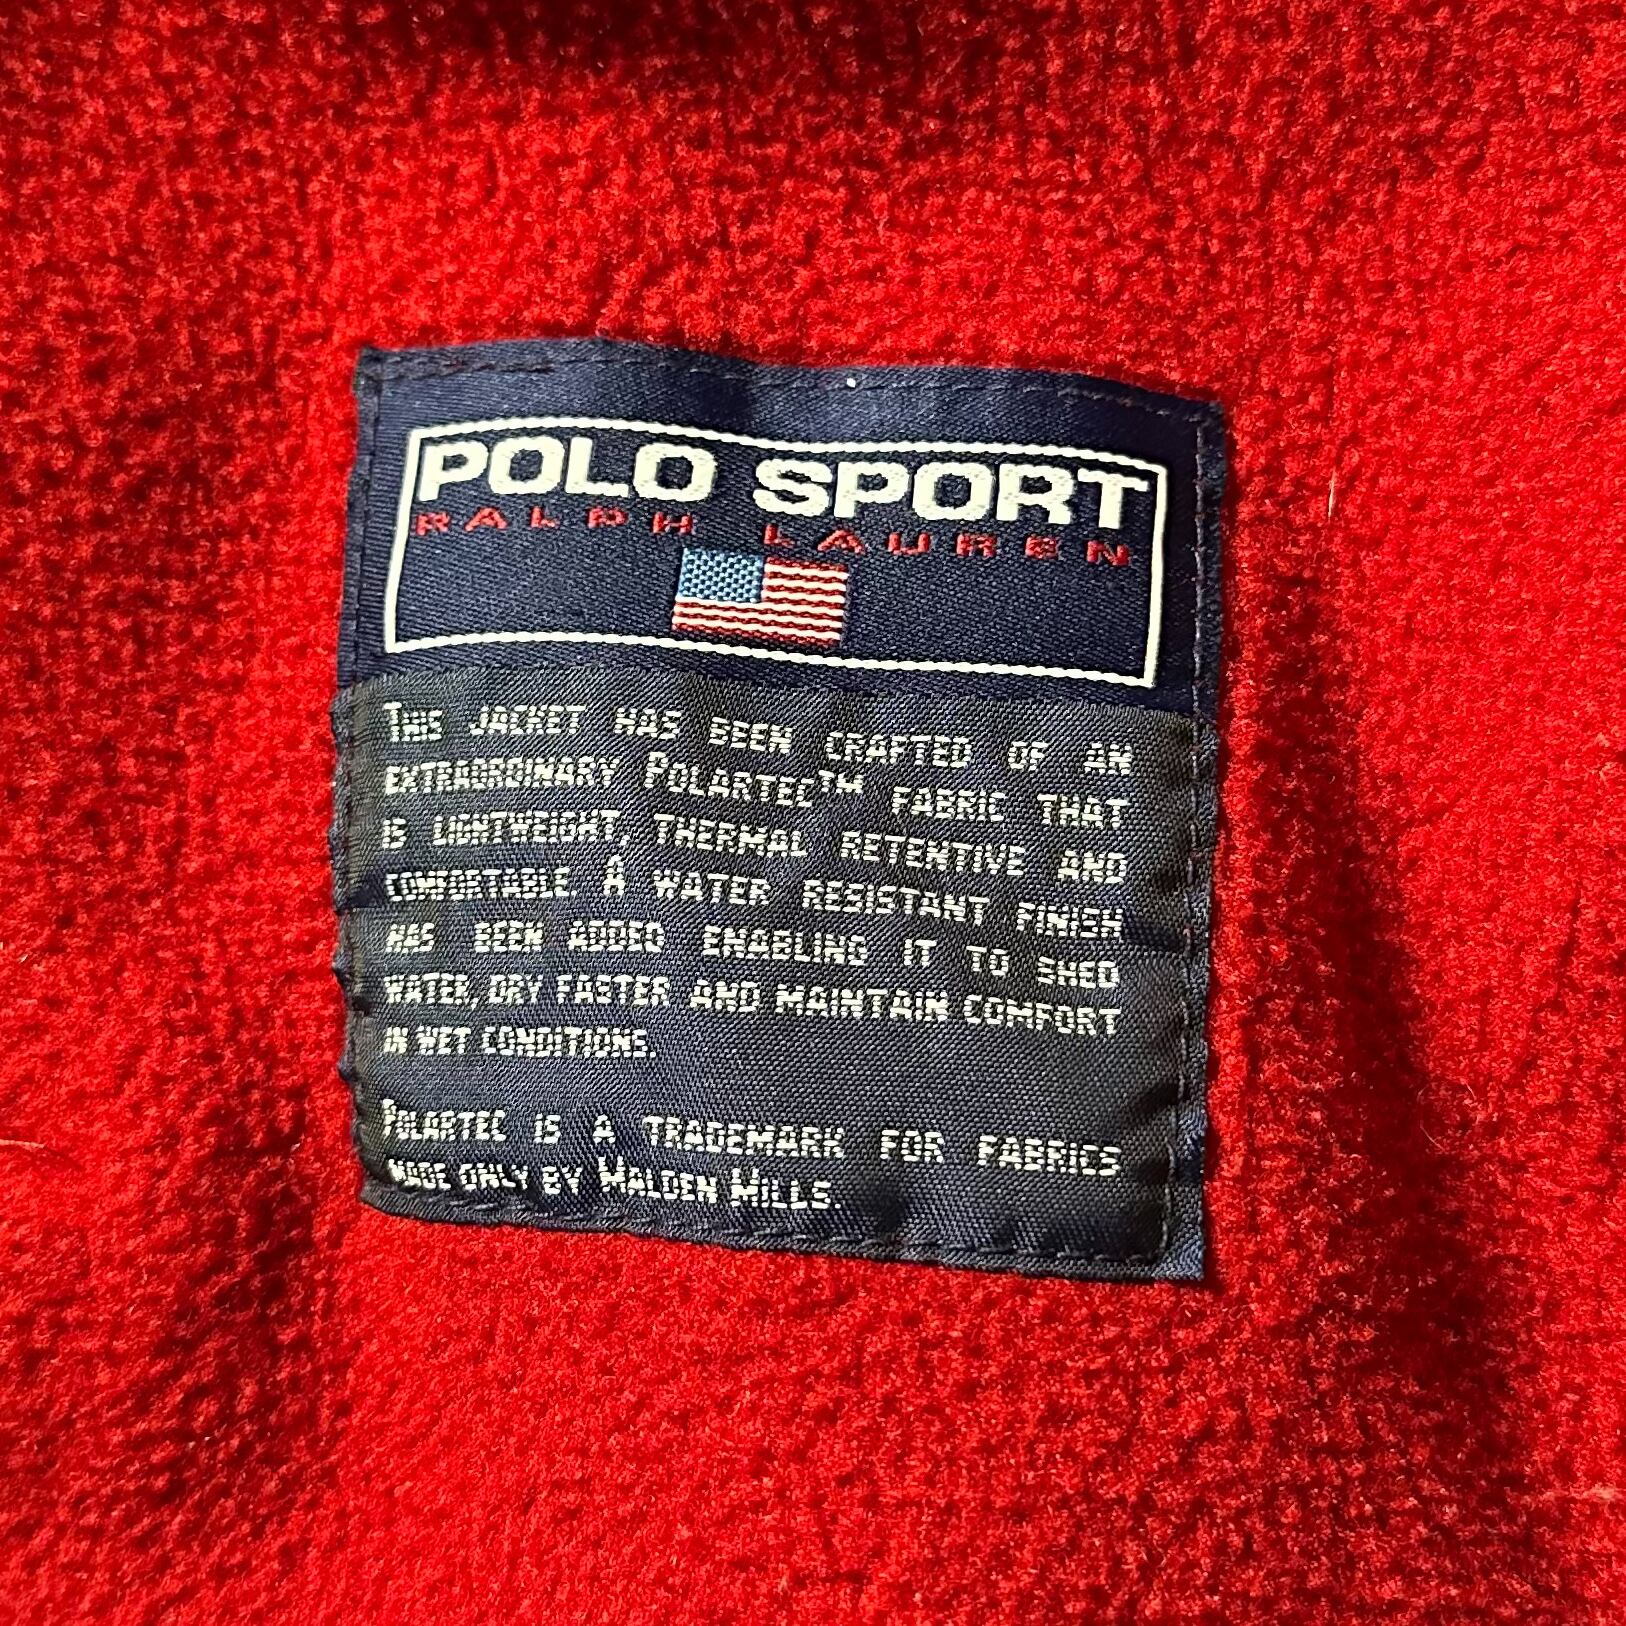 POLO SPORT
RALPH LAUREN
THIS JACKET HAS BEEN CRAFTED OF AN
EXTRAORDINARY POLARTEC™ FABRIC THAT
IS LIGHTWEIGHT, THERMAL RETENTIVE AND
COMFORTABLE A WATER RESISTANT FINISH
HAS BEEN ADDED ENABLING IT TO SHED
WATER, DRY FASTER AND MAINTAIN COMFORT
IN WET CONDITIONS.
POLARTEC IS A TRADEMARK FOR FABRICS
MADE ONLY BY MALDEN MILLS.